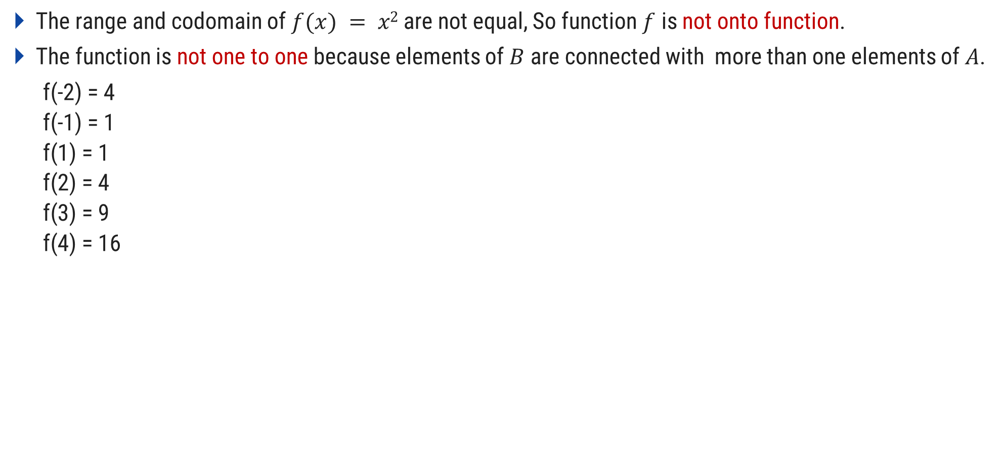 The range and codomain of f(x) = x² are not equal, So function f is not onto function.
The function is not one to one because elements of B are connected with more than one elements of A.
f(-2) = 4
f(-1) = 1
f(1) = 1
f(2) = 4
f(3) = 9
f(4) = 16